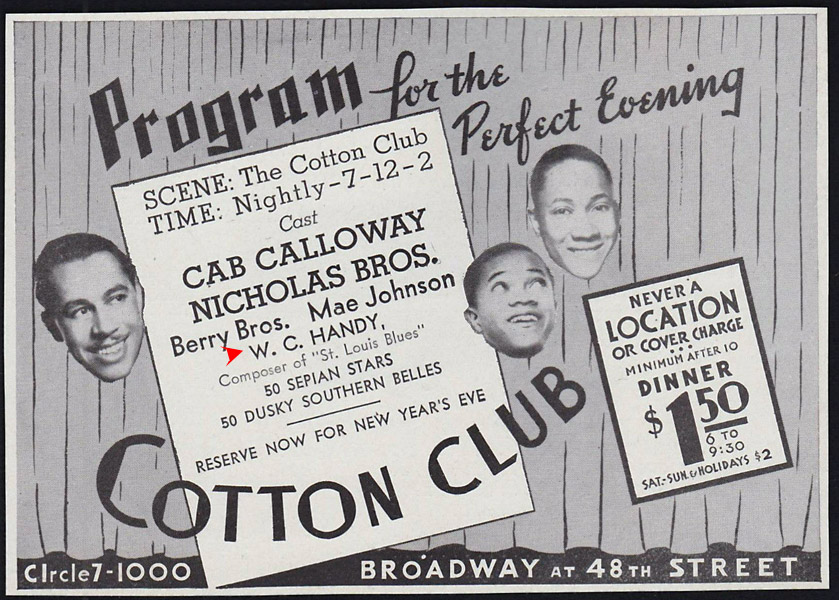 Program for the
Perfect Evening
SCENE: The Cotton Club
TIME: Nightly-7-12-2
Cast
CAB CALLOWAY
NICHOLAS BROS.
Berry Bros. Mae Johnson
W. C. HANDY,
Composer of "St. Louis Blues"
50 SEPIAN STARS
50 DUSKY SOUTHERN BELLES
RESERVE NOW FOR NEW YEAR'S EVE
COTTON CLUB
NEVER A
LOCATION
OR COVER CHARGE
MINIMUM AFTER 10
DINNER
$1.50
6 TO
9:30
SAT.-SUN. & HOLIDAYS $2
CIrcle7-1000
BROADWAY AT 48TH STREET